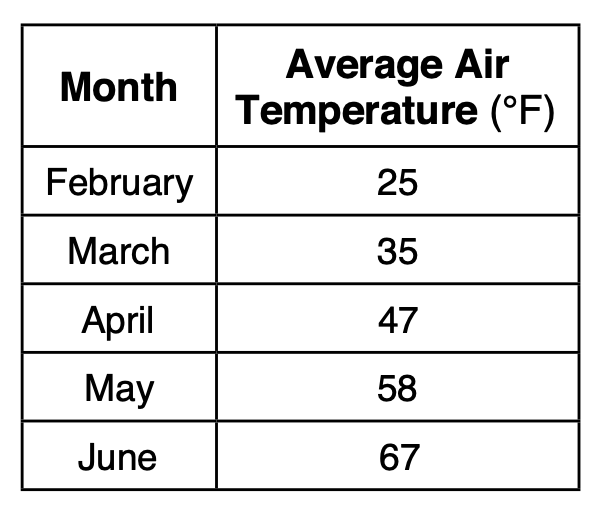 Month
Average Air
Temperature (°F)
February 25
March 35
April 47
May 58
June 67